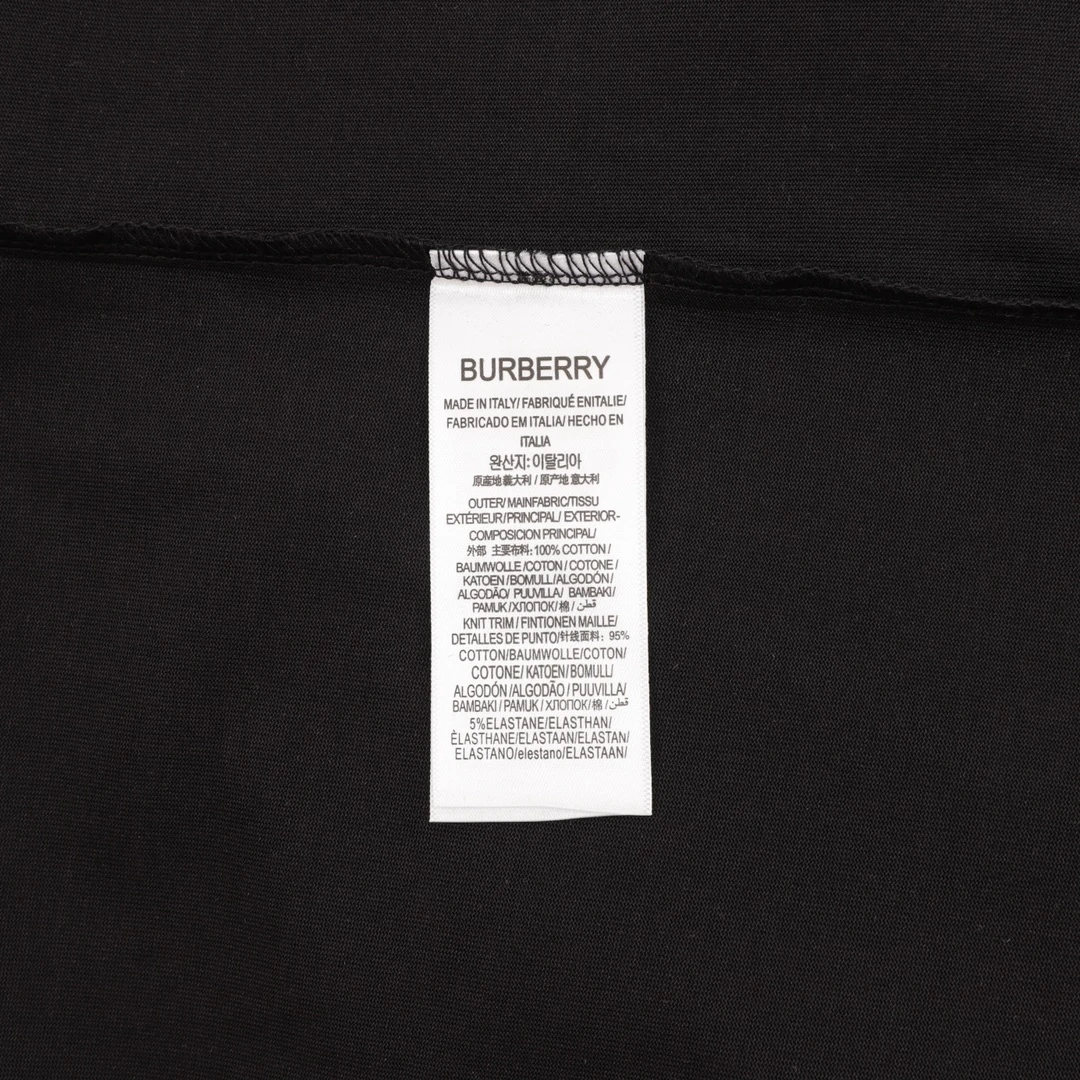 BURBERRY
MADE IN ITALY/ FABRIQUÉ ENITALIE/
FABRICADO EM ITALIA/ HECHO EN
ITALIA
완산지: 이탈리아
原産地義大利 / 原产地 意大利
OUTER/ MAINFABRIC/TISSU
EXTÉRIEUR/PRINCIPAL/ EXTERIOR-
COMPOSICION PRINCIPAL/
外部 主要布料: 100% COTTON /
BAUMWOLLE /COTON / COTONE /
KATOEN /BOMULL/ALGODÓN /
ALGODÃO/ PUUVILLA/ BAMBAKI/
PAMUK/ХЛОПОК/ 棉 / قطن
KNIT TRIM / FINTIONEN MAILLE/
DETALLES DE PUNTO/针线面料: 95%
COTTON/BAUMWOLLE/COTON/
COTONE/ KATOEN/BOMULL/
ALGODÓN /ALGODÃO / PUUVILLA/
BAMBAKI / PAMUK / ХЛОПОК/ 棉 / قطن
5%ELASTANE/ELASTHAN/
ÈLASTHANE/ELASTAAN/ELASTAN/
ELASTANO/elestano/ELASTAAN/